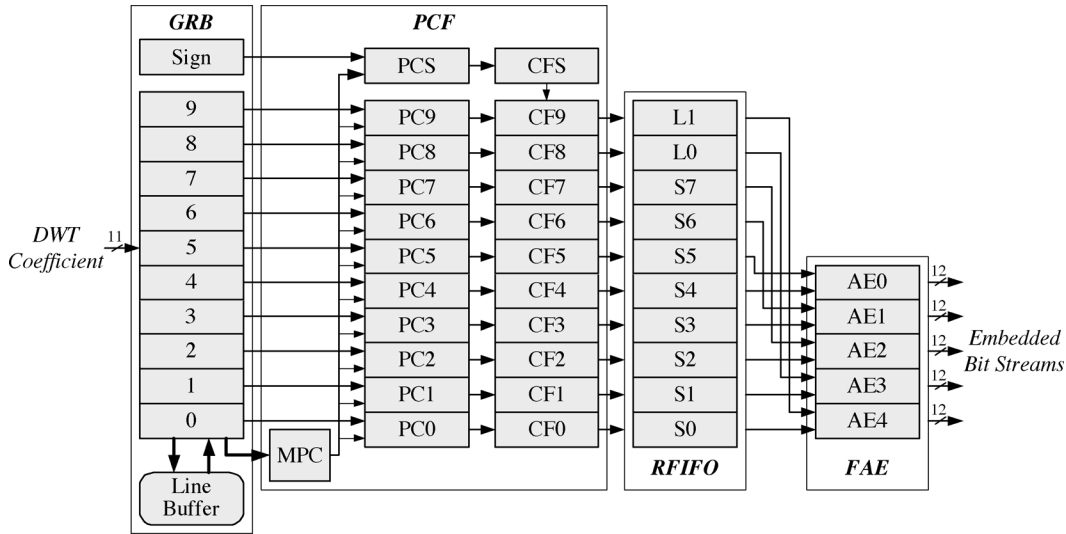 GRB
PCF
Sign
PCS
CFS
9
PC9
CF9
L1
8
PC8
CF8
L0
7
PC7
CF7
S7
6
PC6
CF6
S6
DWT
Coefficient
11
5
PC5
CF5
S5
4
PC4
CF4
S4
AE0
12
3
PC3
CF3
S3
AE1
12
2
PC2
CF2
S2
AE2
12
Embedded
Bit Streams
1
PC1
CF1
S1
AE3
12
0
PC0
CF0
S0
AE4
12
MPC
Line
Buffer
RFIFO
FAE